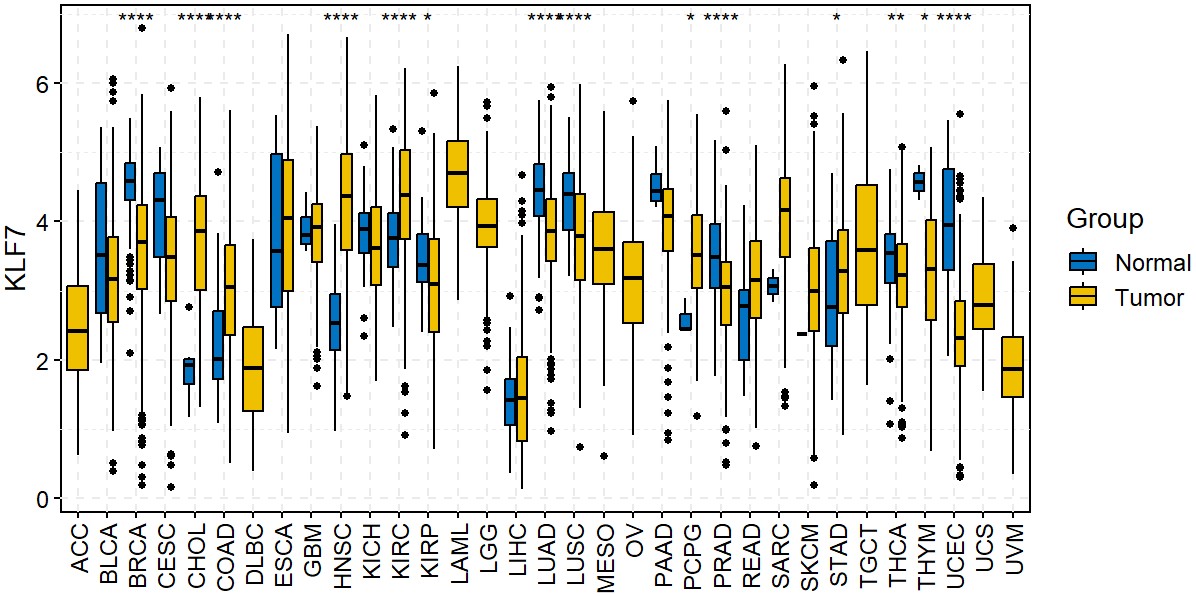 **** ******** **** **** * ******** * **** * ** * ****
KLF7
6
4
2
0
ACC BLCA BRCA CESC CHOL COAD DLBC ESCA GBM HNSC KICH KIRC KIRP LAML LGG LIHC LUAD LUSC MESO OV PAAD PCPG PRAD READ SARC SKCM STAD TGCT THCA THYM UCEC UCS UVM
Group
Normal
Tumor